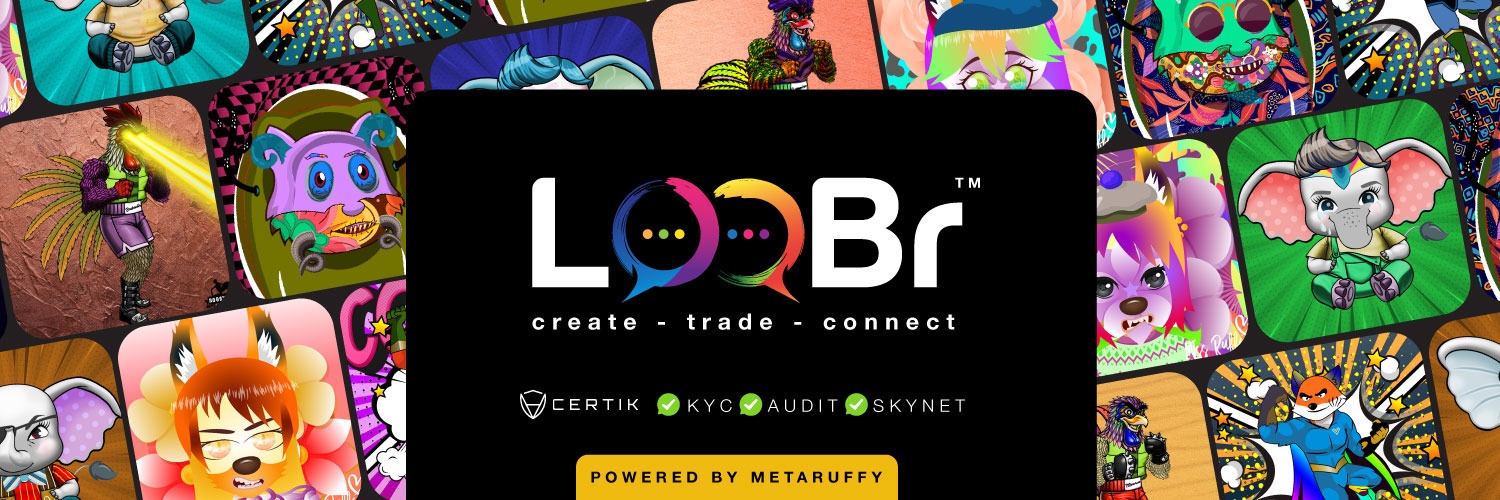 LOOBr™
create - trade - connect
CERTIK KYC AUDIT SKYNET
POWERED BY METARUFFY